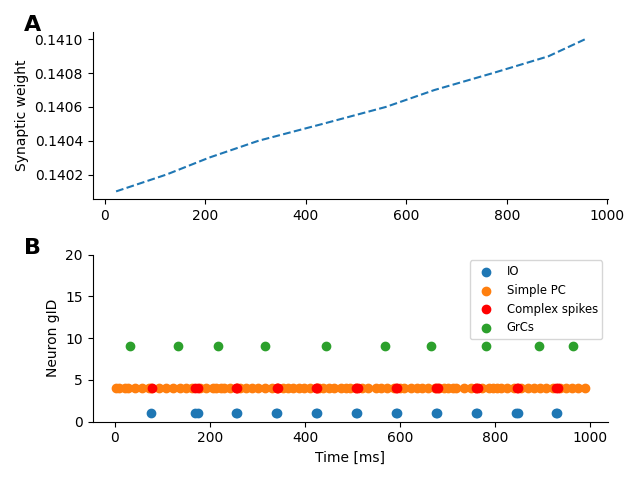 A
Synaptic weight
0.1410
0.1408
0.1406
0.1404
0.1402
0 200 400 600 800 1000
B
Neuron gID
20
15
10
5
0
IO
Simple PC
Complex spikes
GrCs
0 200 400 600 800 1000
Time [ms]